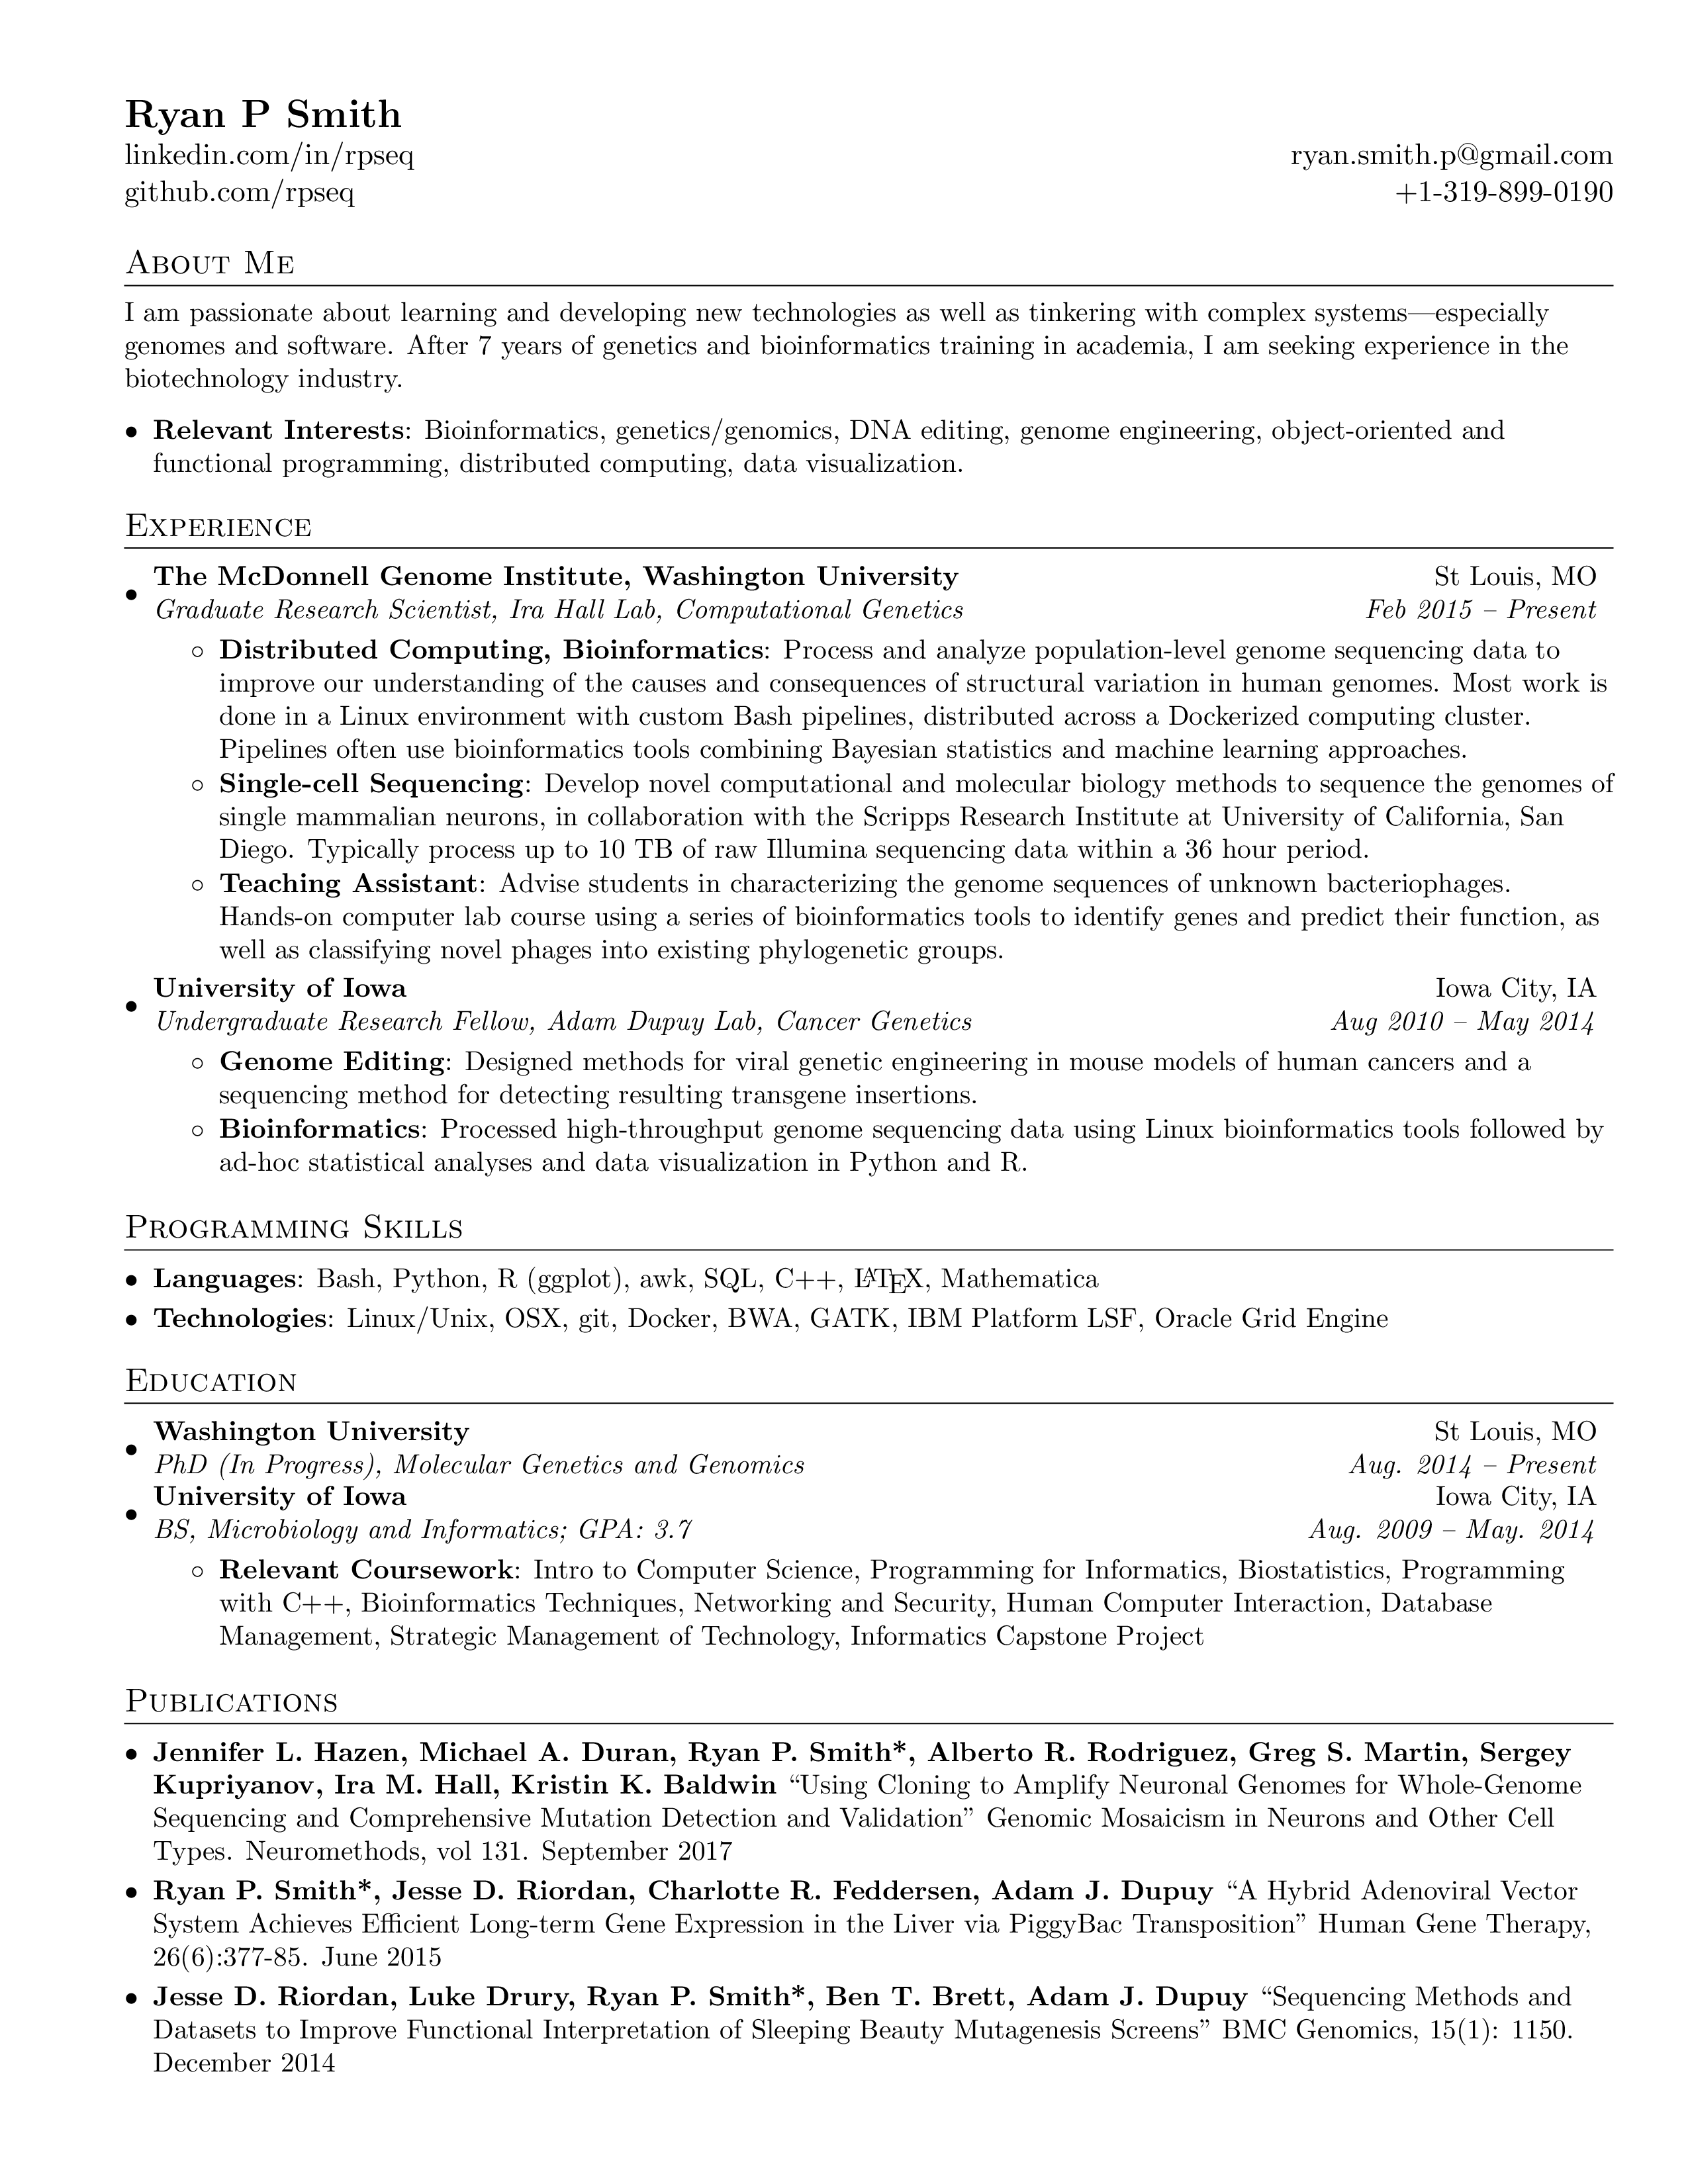 Ryan P Smith
linkedin.com/in/rpseq ryan.smith.p@gmail.com
github.com/rpseq +1-319-899-0190
About Me
I am passionate about learning and developing new technologies as well as tinkering with complex systems—especially
genomes and software. After 7 years of genetics and bioinformatics training in academia, I am seeking experience in the
biotechnology industry.
• Relevant Interests: Bioinformatics, genetics/genomics, DNA editing, genome engineering, object-oriented and
functional programming, distributed computing, data visualization.
Experience
• The McDonnell Genome Institute, Washington University St Louis, MO
Graduate Research Scientist, Ira Hall Lab, Computational Genetics Feb 2015 – Present
◦ Distributed Computing, Bioinformatics: Process and analyze population-level genome sequencing data to
improve our understanding of the causes and consequences of structural variation in human genomes. Most work is
done in a Linux environment with custom Bash pipelines, distributed across a Dockerized computing cluster.
Pipelines often use bioinformatics tools combining Bayesian statistics and machine learning approaches.
◦ Single-cell Sequencing: Develop novel computational and molecular biology methods to sequence the genomes of
single mammalian neurons, in collaboration with the Scripps Research Institute at University of California, San
Diego. Typically process up to 10 TB of raw Illumina sequencing data within a 36 hour period.
◦ Teaching Assistant: Advise students in characterizing the genome sequences of unknown bacteriophages.
Hands-on computer lab course using a series of bioinformatics tools to identify genes and predict their function, as
well as classifying novel phages into existing phylogenetic groups.
• University of Iowa Iowa City, IA
Undergraduate Research Fellow, Adam Dupuy Lab, Cancer Genetics Aug 2010 – May 2014
◦ Genome Editing: Designed methods for viral genetic engineering in mouse models of human cancers and a
sequencing method for detecting resulting transgene insertions.
◦ Bioinformatics: Processed high-throughput genome sequencing data using Linux bioinformatics tools followed by
ad-hoc statistical analyses and data visualization in Python and R.
Programming Skills
• Languages: Bash, Python, R (ggplot), awk, SQL, C++, LATEX, Mathematica
• Technologies: Linux/Unix, OSX, git, Docker, BWA, GATK, IBM Platform LSF, Oracle Grid Engine
Education
• Washington University St Louis, MO
PhD (In Progress), Molecular Genetics and Genomics Aug. 2014 – Present
• University of Iowa Iowa City, IA
BS, Microbiology and Informatics; GPA: 3.7 Aug. 2009 – May. 2014
◦ Relevant Coursework: Intro to Computer Science, Programming for Informatics, Biostatistics, Programming
with C++, Bioinformatics Techniques, Networking and Security, Human Computer Interaction, Database
Management, Strategic Management of Technology, Informatics Capstone Project
Publications
• Jennifer L. Hazen, Michael A. Duran, Ryan P. Smith*, Alberto R. Rodriguez, Greg S. Martin, Sergey
Kupriyanov, Ira M. Hall, Kristin K. Baldwin “Using Cloning to Amplify Neuronal Genomes for Whole-Genome
Sequencing and Comprehensive Mutation Detection and Validation” Genomic Mosaicism in Neurons and Other Cell
Types. Neuromethods, vol 131. September 2017
• Ryan P. Smith*, Jesse D. Riordan, Charlotte R. Feddersen, Adam J. Dupuy “A Hybrid Adenoviral Vector
System Achieves Efficient Long-term Gene Expression in the Liver via PiggyBac Transposition” Human Gene Therapy,
26(6):377-85. June 2015
• Jesse D. Riordan, Luke Drury, Ryan P. Smith*, Ben T. Brett, Adam J. Dupuy “Sequencing Methods and
Datasets to Improve Functional Interpretation of Sleeping Beauty Mutagenesis Screens” BMC Genomics, 15(1): 1150.
December 2014